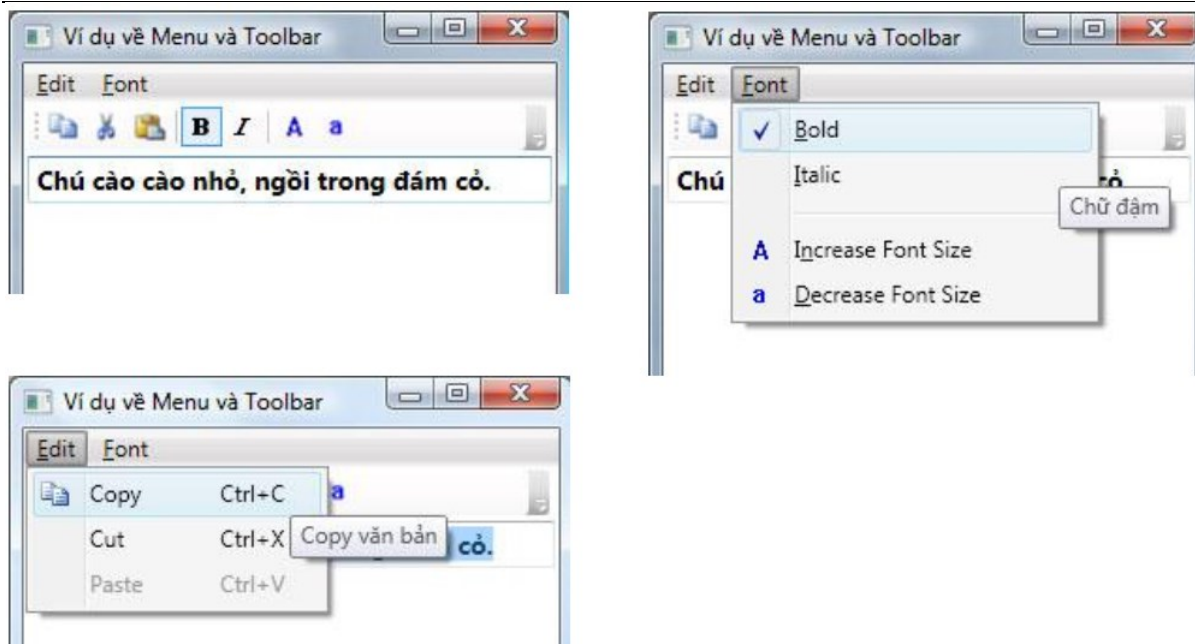 Ví dụ về Menu và Toolbar
Edit Font
B I A a
Chú cào cào nhỏ, ngồi trong đám cỏ.
Ví dụ về Menu và Toolbar
Edit Font
Bold
Chú cỏ
Italic
Chữ đậm
A Increase Font Size
a Decrease Font Size
Ví dụ về Menu và Toolbar
Edit Font
Copy Ctrl+C a
Cut Ctrl+X Copy văn bản cỏ.
Paste Ctrl+V